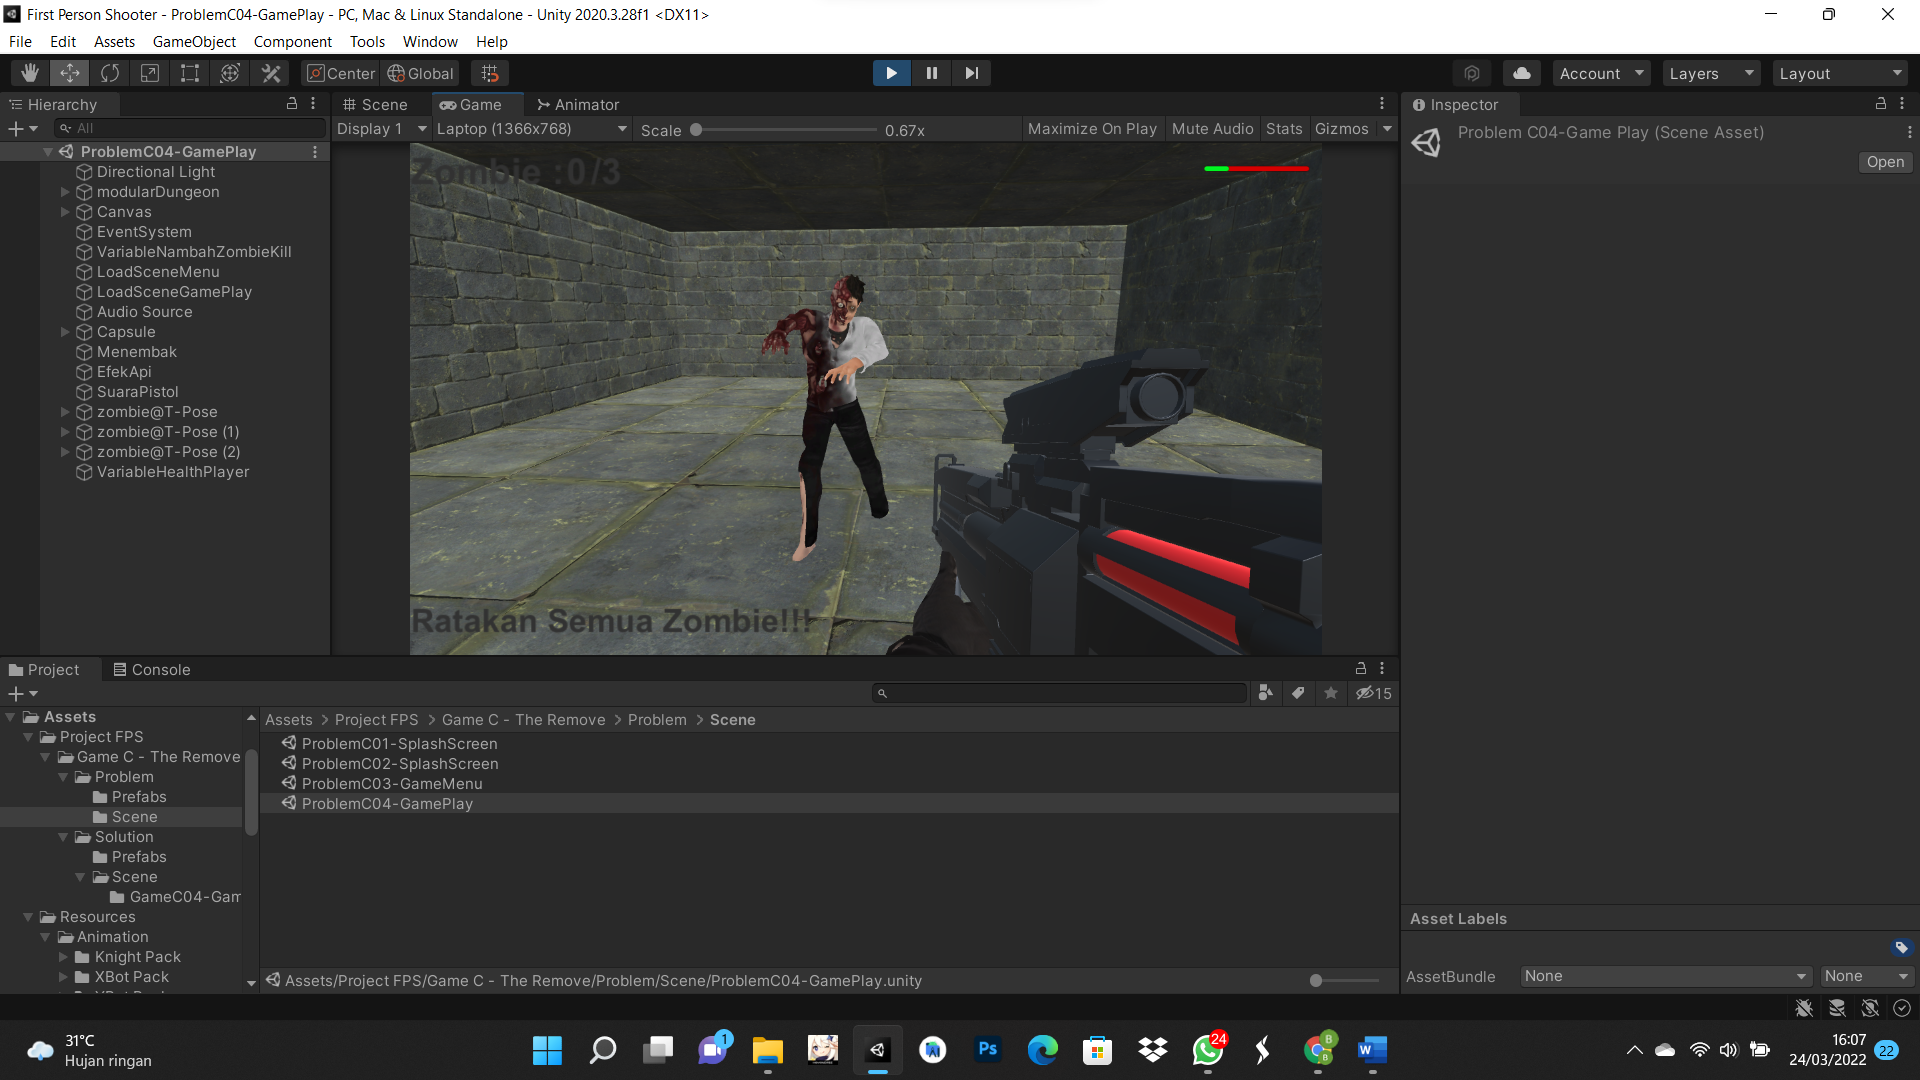 First Person Shooter - ProblemC04-GamePlay - PC, Mac & Linux Standalone - Unity 2020.3.28f1 <DX11>
File Edit Assets GameObject Component Tools Window Help
Center Global Account Layers Layout
Hierarchy
All
ProblemC04-GamePlay
Directional Light
modularDungeon
Canvas
EventSystem
VariableNambahZombieKill
LoadSceneMenu
LoadSceneGamePlay
Audio Source
Capsule
Menembak
EfekApi
SuaraPistol
zombie@T-Pose
zombie@T-Pose (1)
zombie@T-Pose (2)
VariableHealthPlayer
Scene Game Animator
Display 1 Laptop (1366x768) Scale 0.67x Maximize On Play Mute Audio Stats Gizmos
Zombie :0/3
Ratakan Semua Zombie!!!
Inspector
Problem C04-Game Play (Scene Asset)
Open
Project Console
15
Assets
Project FPS
Game C - The Remove
Problem
Prefabs
Scene
Solution
Prefabs
Scene
GameC04-Gam
Resources
Animation
Knight Pack
XBot Pack
Assets > Project FPS > Game C - The Remove > Problem > Scene
ProblemC01-SplashScreen
ProblemC02-SplashScreen
ProblemC03-GameMenu
ProblemC04-GamePlay
Assets/Project FPS/Game C - The Remove/Problem/Scene/ProblemC04-GamePlay.unity
Asset Labels
AssetBundle None None
31°C
Hujan ringan
1
Ps
24
B
B
W
16:07
24/03/2022
22